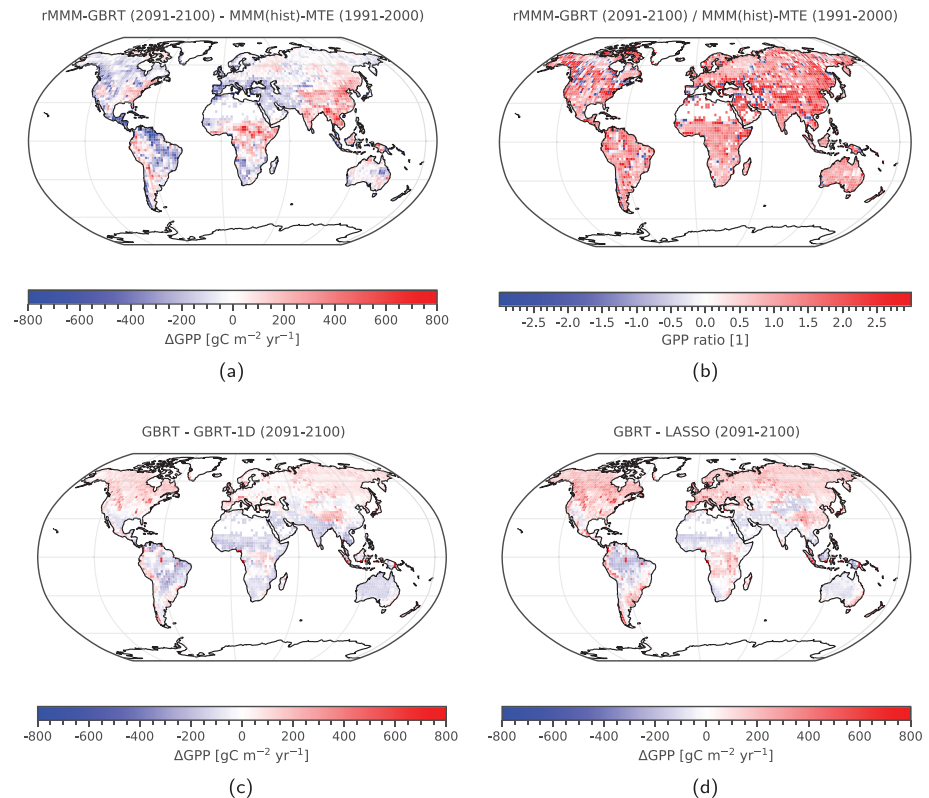 rMMM-GBRT (2091-2100) - MMM(hist)-MTE (1991-2000)
-800 -600 -400 -200 0 200 400 600 800
ΔGPP [gC m⁻² yr⁻¹]
(a)
rMMM-GBRT (2091-2100) / MMM(hist)-MTE (1991-2000)
-2.5 -2.0 -1.5 -1.0 -0.5 0.0 0.5 1.0 1.5 2.0 2.5
GPP ratio [1]
(b)
GBRT - GBRT-1D (2091-2100)
-800 -600 -400 -200 0 200 400 600 800
ΔGPP [gC m⁻² yr⁻¹]
(c)
GBRT - LASSO (2091-2100)
-800 -600 -400 -200 0 200 400 600 800
ΔGPP [gC m⁻² yr⁻¹]
(d)